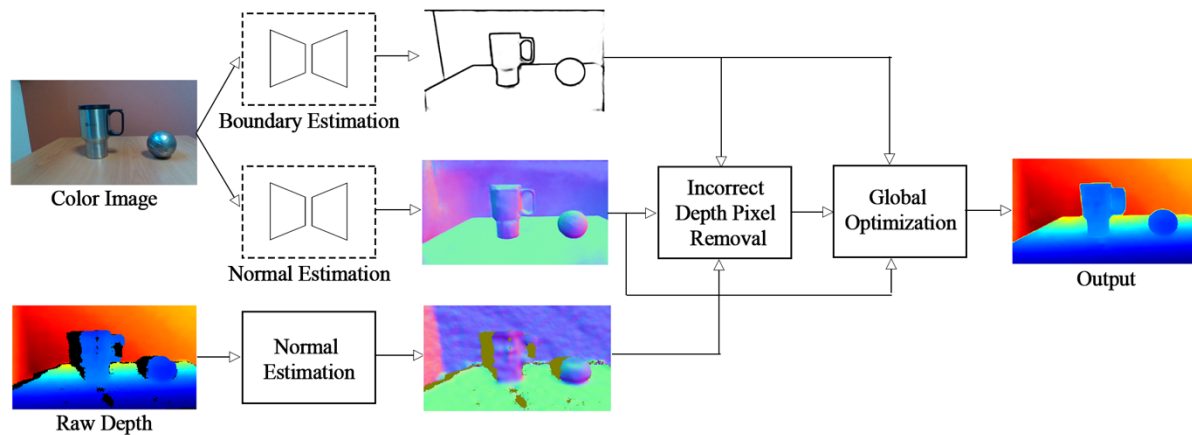 Boundary Estimation
Color Image
Normal Estimation
Incorrect
Depth Pixel
Removal
Global
Optimization
Output
Normal
Estimation
Raw Depth